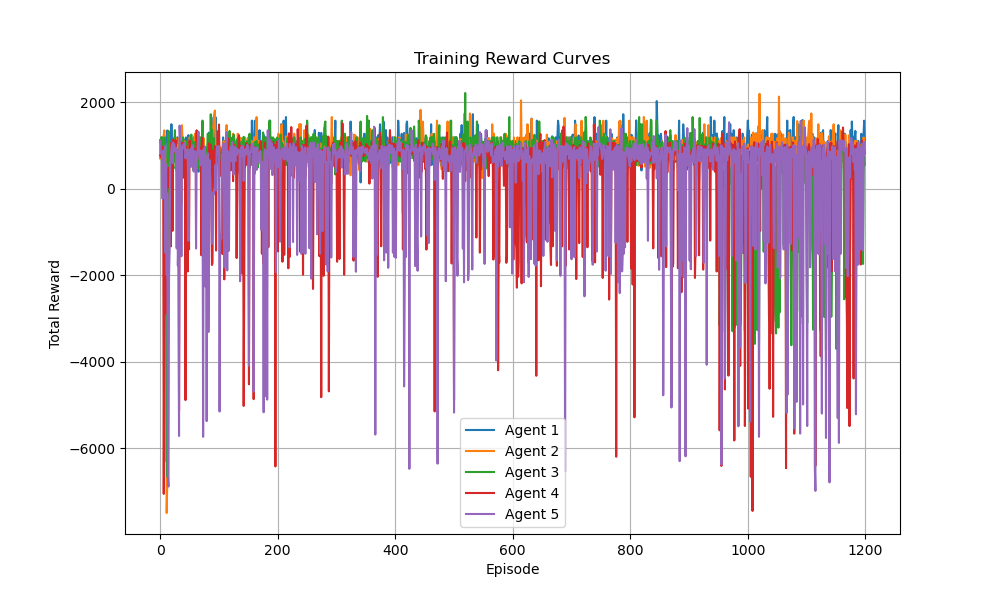 Training Reward Curves
2000
0
−2000
−4000
−6000
Total Reward
Agent 1
Agent 2
Agent 3
Agent 4
Agent 5
0 200 400 600 800 1000 1200
Episode